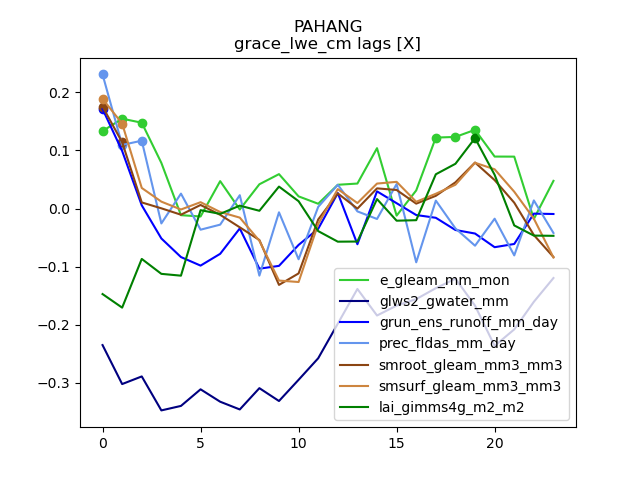 PAHANG
grace_lwe_cm lags [X]
0.2
0.1
0.0
−0.1
−0.2
−0.3
0
5
10
15
20
e_gleam_mm_mon
glws2_gwater_mm
grun_ens_runoff_mm_day
prec_fldas_mm_day
smroot_gleam_mm3_mm3
smsurf_gleam_mm3_mm3
lai_gimms4g_m2_m2